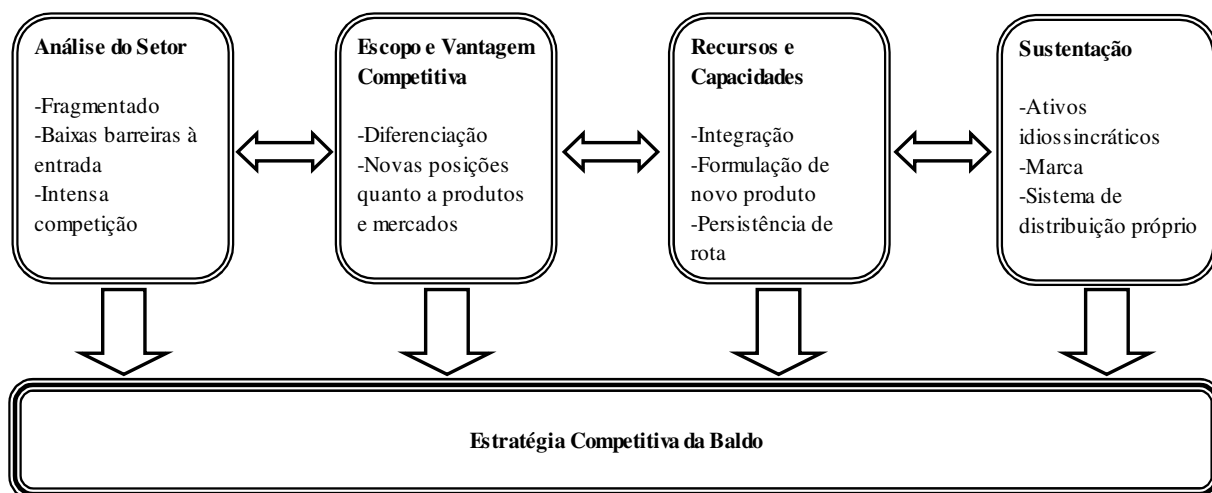 Análise do Setor
-Fragmentado
-Baixas barreiras à
entrada
-Intensa
competição
Escopo e Vantagem
Competitiva
-Diferenciação
-Novas posições
quanto a produtos
e mercados
Recursos e
Capacidades
-Integração
-Formulação de
novo produto
-Persistência de
rota
Sustentação
-Ativos
idiossincráticos
-Marca
-Sistema de
distribuição próprio
Estratégia Competitiva da Baldo